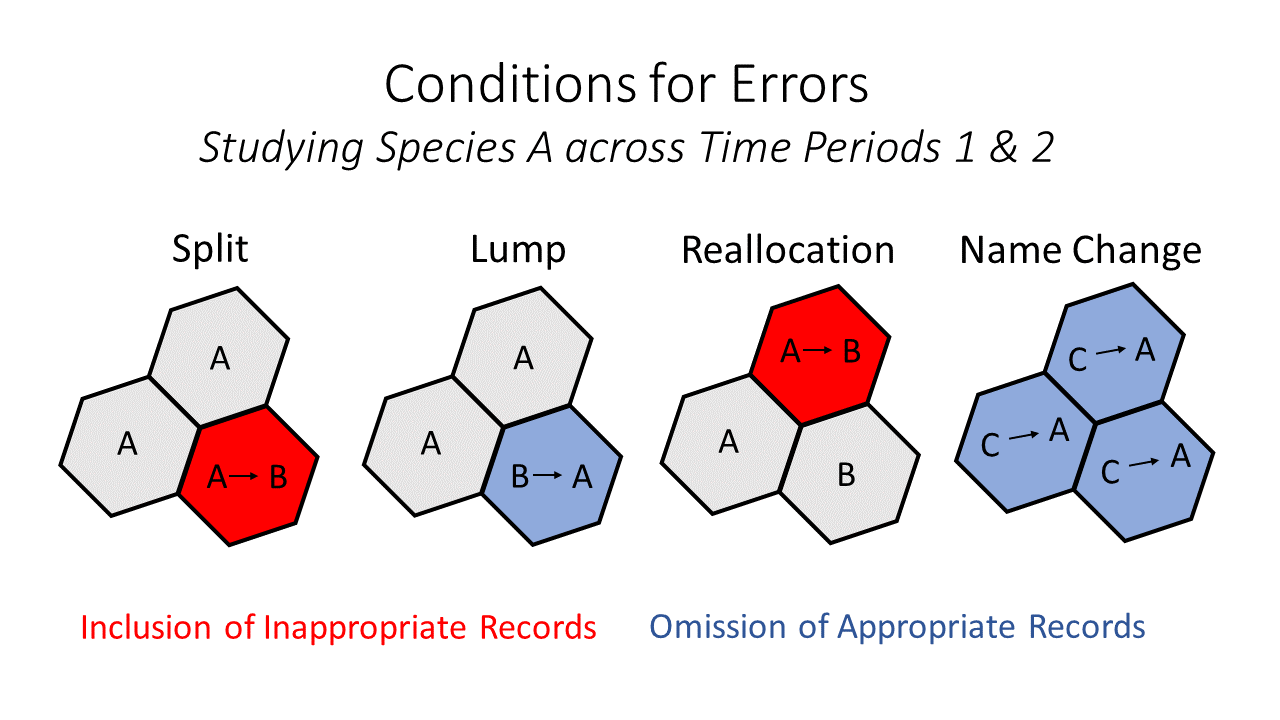 Conditions for Errors
Studying Species A across Time Periods 1 & 2
Split
Lump
Reallocation
Name Change
A
A
A → B
A
A
B → A
A → B
A
B
C → A
C → A
C → A
Inclusion of Inappropriate Records
Omission of Appropriate Records